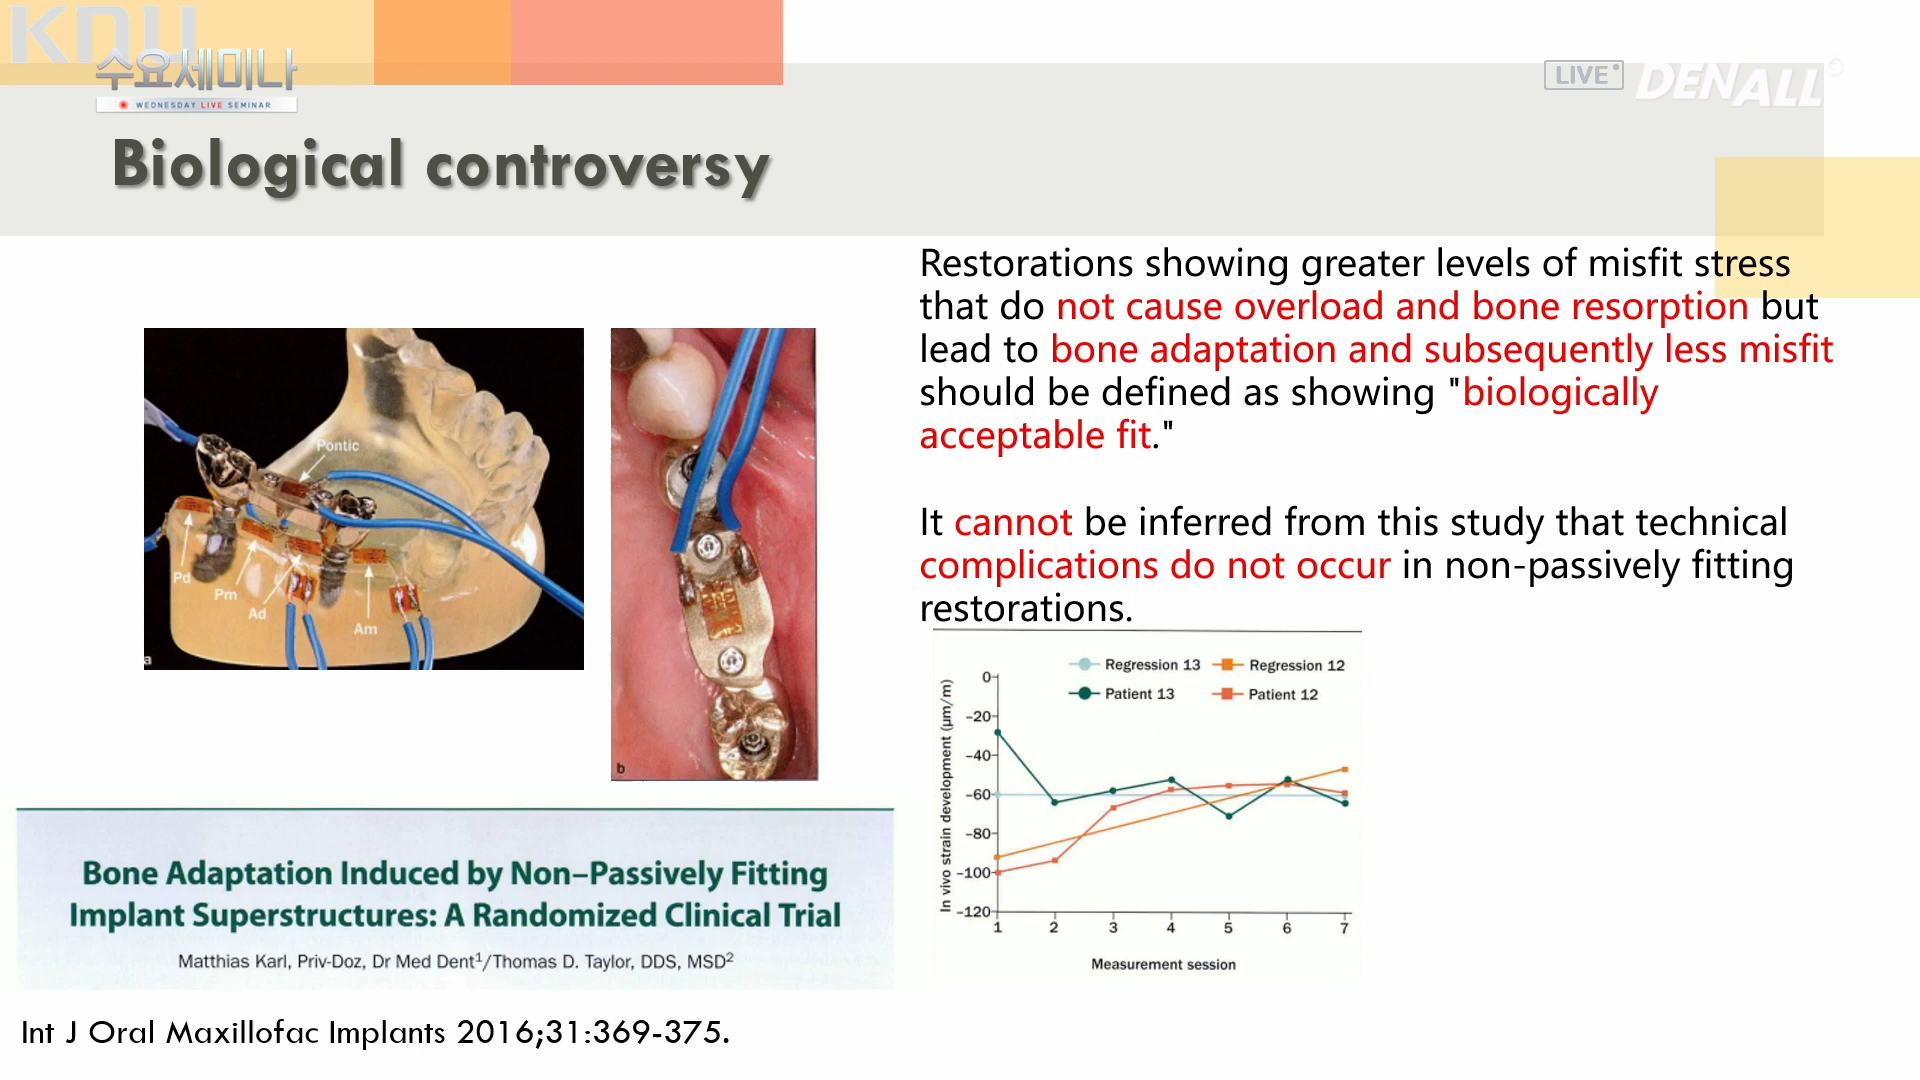 KNU
수요세미나
WEDNESDAY LIVE SEMINAR
LIVE
DENALL
Biological controversy
Restorations showing greater levels of misfit stress
that do not cause overload and bone resorption but
lead to bone adaptation and subsequently less misfit
should be defined as showing "biologically
acceptable fit."
It cannot be inferred from this study that technical
complications do not occur in non-passively fitting
restorations.
Pontic
Pd
Pm
Ad
Am
a
b
Regression 13
Regression 12
Patient 13
Patient 12
In vivo strain development (µm/m)
0
–20
–40
–60
–80
–100
–120
1 2 3 4 5 6 7
Measurement session
Bone Adaptation Induced by Non–Passively Fitting
Implant Superstructures: A Randomized Clinical Trial
Matthias Karl, Priv-Doz, Dr Med Dent¹/Thomas D. Taylor, DDS, MSD²
Int J Oral Maxillofac Implants 2016;31:369-375.